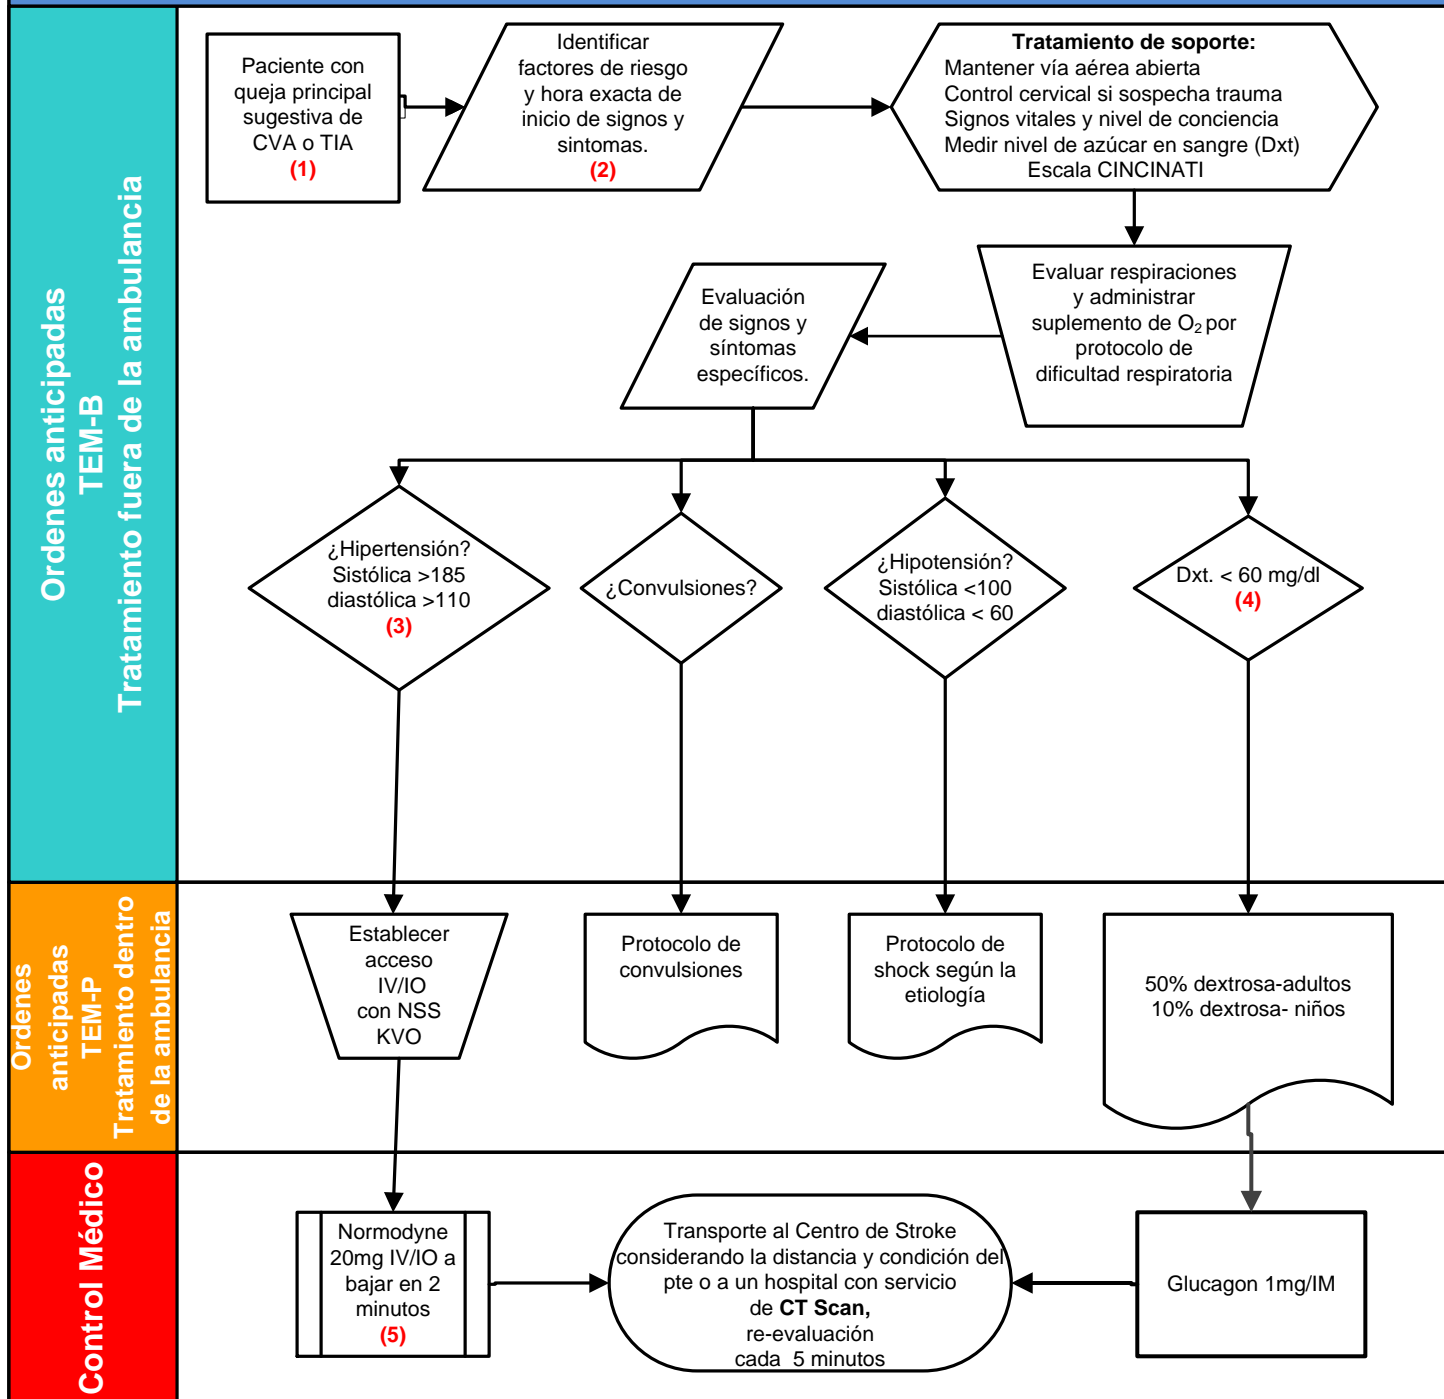 Ordenes anticipadas
TEM-B
Tratamiento fuera de la ambulancia
Paciente con
queja principal
sugestiva de
CVA o TIA
(1)
Identificar
factores de riesgo
y hora exacta de
inicio de signos y
sintomas.
(2)
Tratamiento de soporte:
Mantener vía aérea abierta
Control cervical si sospecha trauma
Signos vitales y nivel de conciencia
Medir nivel de azúcar en sangre (Dxt)
Escala CINCINATI
Evaluar respiraciones
y administrar
suplemento de O₂ por
protocolo de
dificultad respiratoria
Evaluación
de signos y
síntomas
específicos.
¿Hipertensión?
Sistólica >185
diastólica >110
(3)
¿Convulsiones?
¿Hipotensión?
Sistólica <100
diastólica < 60
Dxt. < 60 mg/dl
(4)
Ordenes
anticipadas
TEM-P
Tratamiento dentro
de la ambulancia
Establecer
acceso
IV/IO
con NSS
KVO
Protocolo de
convulsiones
Protocolo de
shock según la
etiología
50% dextrosa-adultos
10% dextrosa- niños
Control Médico
Normodyne
20mg IV/IO a
bajar en 2
minutos
(5)
Transporte al Centro de Stroke
considerando la distancia y condición del
pte o a un hospital con servicio
de CT Scan,
re-evaluación
cada 5 minutos
Glucagon 1mg/IM